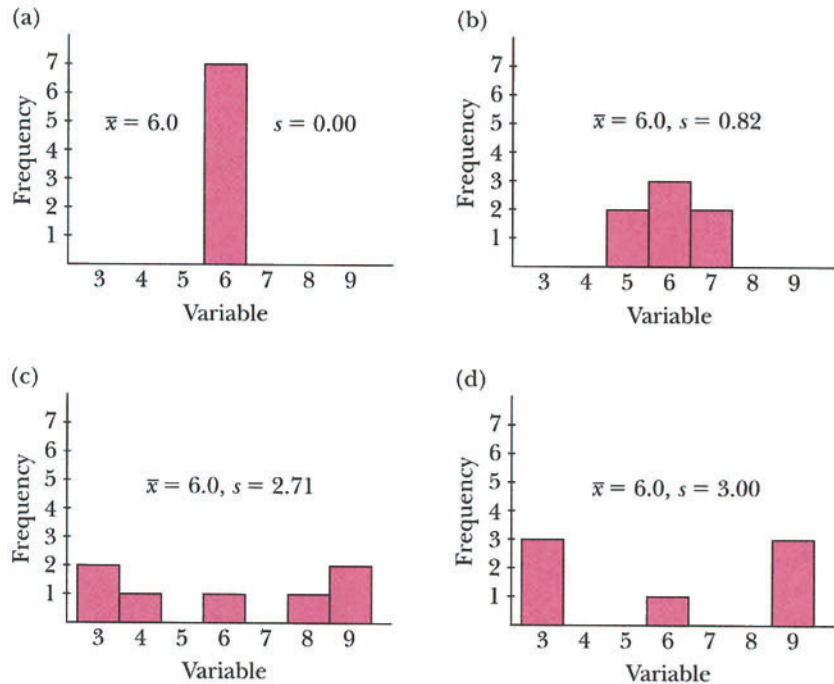 (a)
Frequency
7
6
5
4
3
2
1
x̄ = 6.0
s = 0.00
3 4 5 6 7 8 9
Variable
(b)
Frequency
7
6
5
4
3
2
1
x̄ = 6.0, s = 0.82
3 4 5 6 7 8 9
Variable
(c)
Frequency
7
6
5
4
3
2
1
x̄ = 6.0, s = 2.71
3 4 5 6 7 8 9
Variable
(d)
Frequency
7
6
5
4
3
2
1
x̄ = 6.0, s = 3.00
3 4 5 6 7 8 9
Variable